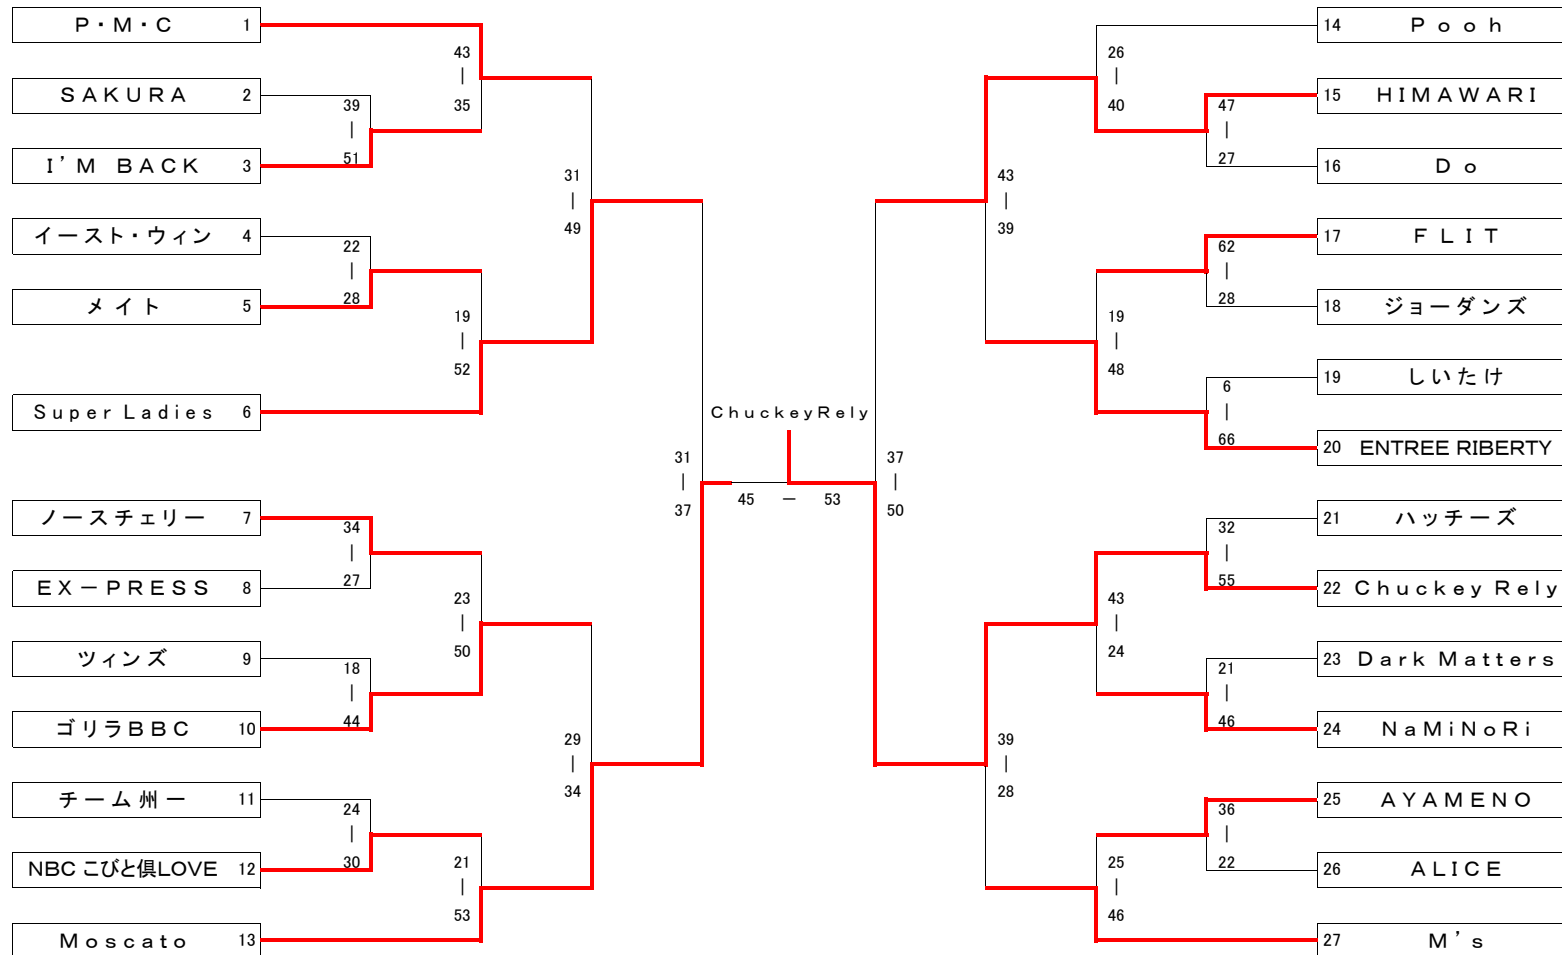 P・M・C 1
SAKURA 2
I'M BACK 3
イースト・ウィン 4
メイト 5
Super Ladies 6
ノースチェリー 7
EX－PRESS 8
ツィンズ 9
ゴリラBBC 10
チーム州一 11
NBC こびと倶LOVE 12
Moscato 13
39
|
51
22
|
28
34
|
27
18
|
44
24
|
30
43
|
35
19
|
52
23
|
50
21
|
53
31
|
49
29
|
34
31
|
37
ChuckeyRely
45 － 53
37
|
50
43
|
39
39
|
28
26
|
40
19
|
48
43
|
24
25
|
46
47
|
27
62
|
28
6
|
66
32
|
55
21
|
46
36
|
22
14 Pooh
15 HIMAWARI
16 Do
17 FLIT
18 ジョーダンズ
19 しいたけ
20 ENTREE RIBERTY
21 ハッチーズ
22 Chuckey Rely
23 Dark Matters
24 NaMiNoRi
25 AYAMENO
26 ALICE
27 M's